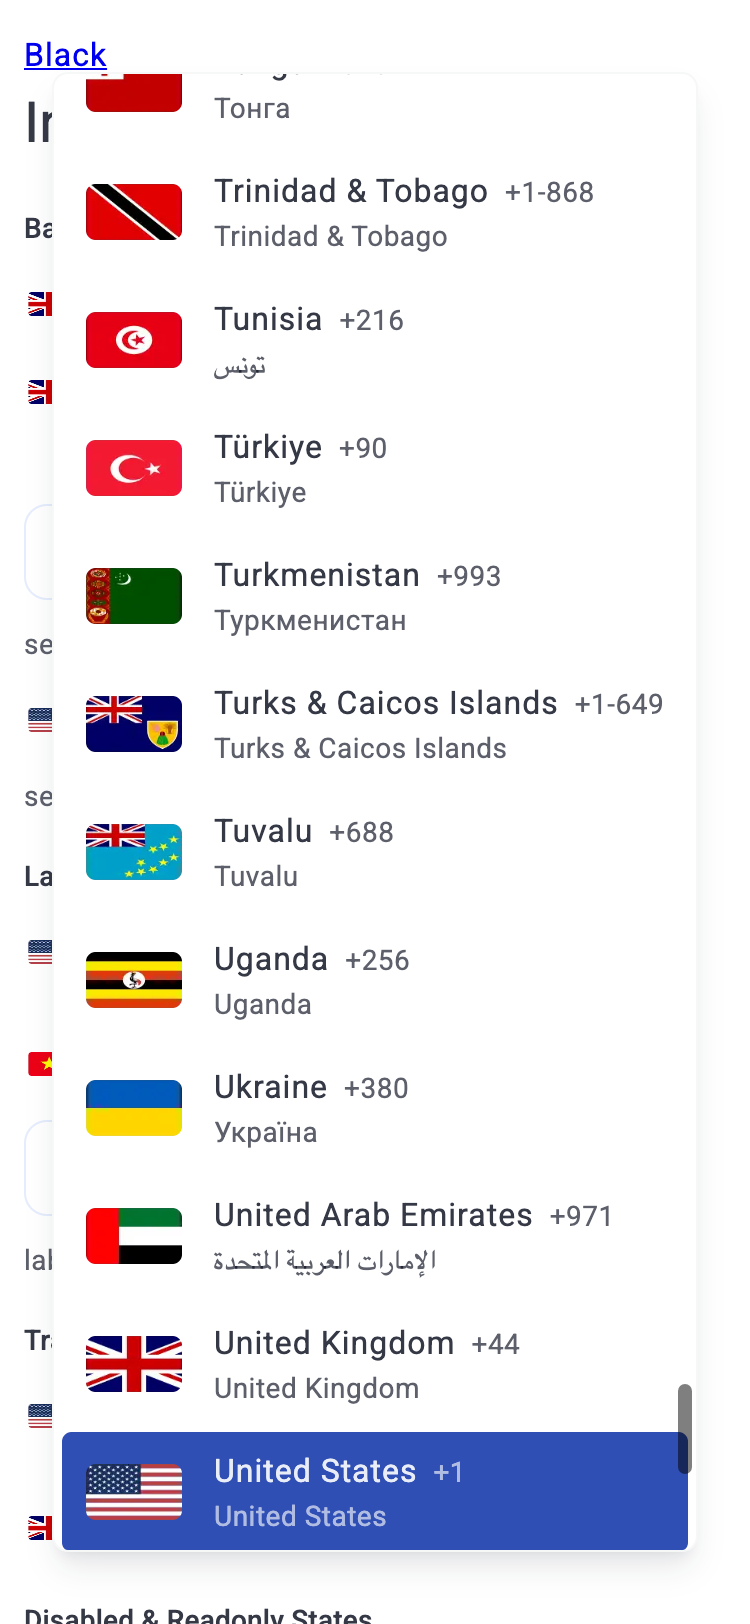 Black
Тонга
Trinidad & Tobago +1-868
Trinidad & Tobago
Tunisia +216
تونس
Türkiye +90
Türkiye
Turkmenistan +993
Туркменистан
Turks & Caicos Islands +1-649
Turks & Caicos Islands
Tuvalu +688
Tuvalu
Uganda +256
Uganda
Ukraine +380
Україна
United Arab Emirates +971
الإمارات العربية المتحدة
United Kingdom +44
United Kingdom
United States +1
United States
Disabled & Readonly States